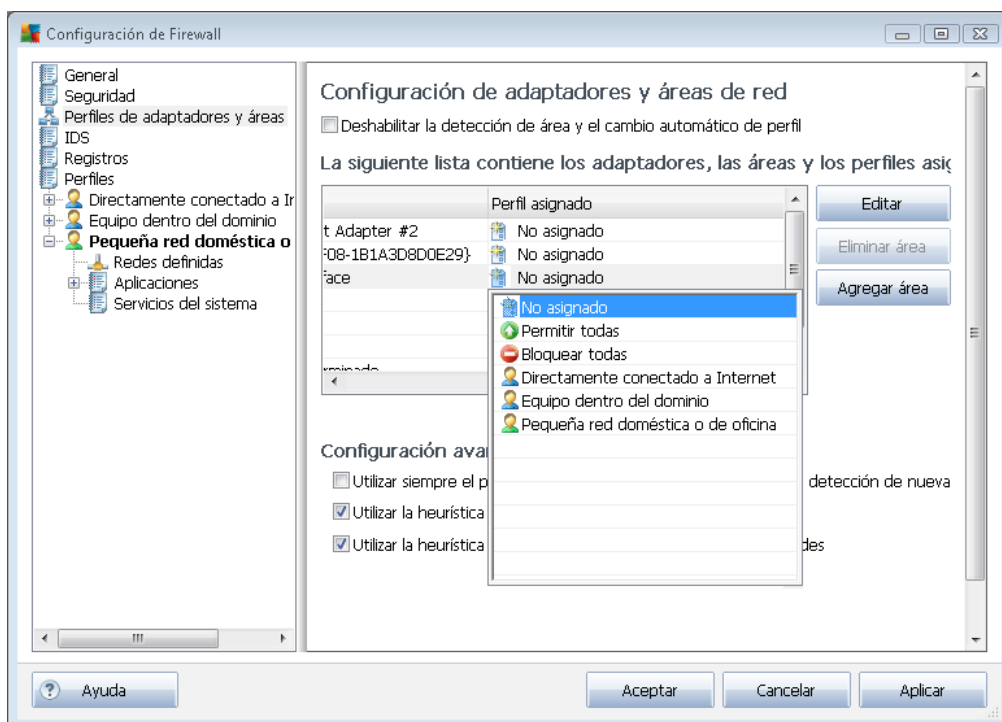 Configuración de Firewall
General
Seguridad
Perfiles de adaptadores y áreas
IDS
Registros
Perfiles
Directamente conectado a Ir
Equipo dentro del dominio
Pequeña red doméstica o
Redes definidas
Aplicaciones
Servicios del sistema
Configuración de adaptadores y áreas de red
Deshabilitar la detección de área y el cambio automático de perfil
La siguiente lista contiene los adaptadores, las áreas y los perfiles asig
Perfil asignado
t Adapter #2 No asignado
F08-1B1A3D8D0E29} No asignado
face No asignado
Editar
Eliminar área
Agregar área
No asignado
Permitir todas
Bloquear todas
Directamente conectado a Internet
Equipo dentro del dominio
Pequeña red doméstica o de oficina
Configuración ava
Utilizar siempre el p detección de nueva
Utilizar la heurística
Utilizar la heurística des
Ayuda
Aceptar
Cancelar
Aplicar